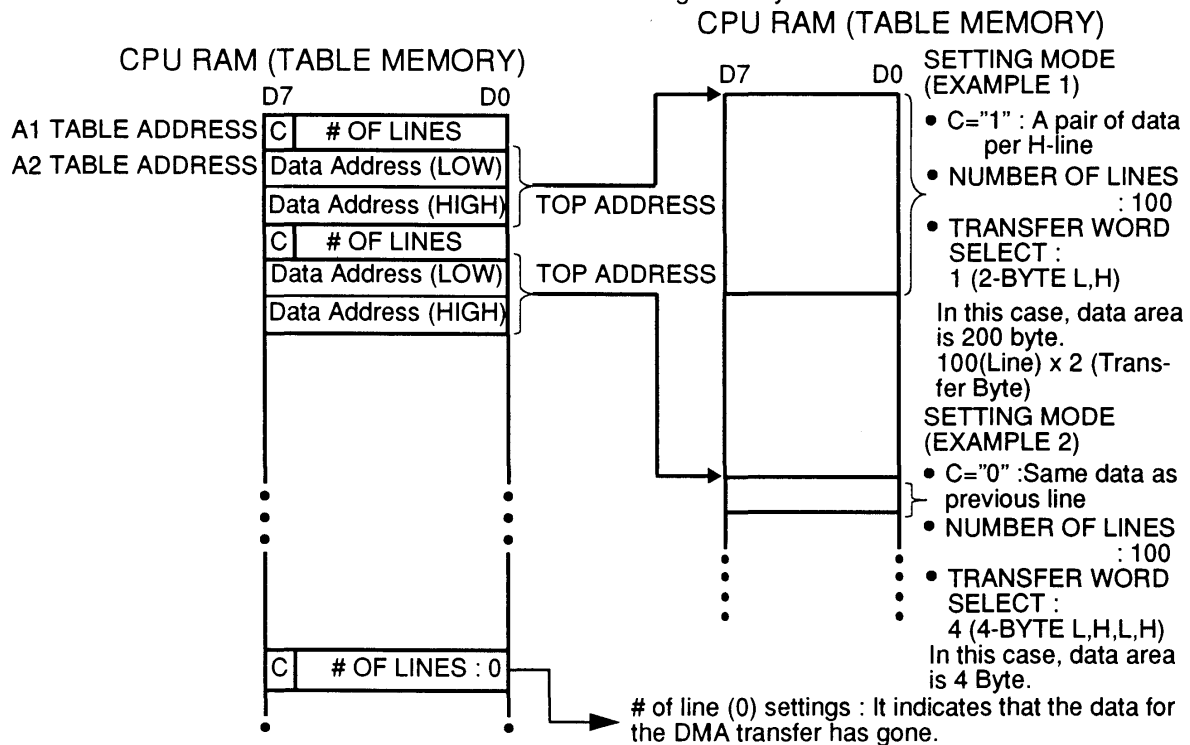 CPU RAM (TABLE MEMORY)
D7 D0
A1 TABLE ADDRESS C # OF LINES
A2 TABLE ADDRESS Data Address (LOW)
Data Address (HIGH) TOP ADDRESS
C # OF LINES
Data Address (LOW) TOP ADDRESS
Data Address (HIGH)
C # OF LINES : 0
CPU RAM (TABLE MEMORY)
D7 D0
SETTING MODE
(EXAMPLE 1)
• C="1" : A pair of data
per H-line
• NUMBER OF LINES
: 100
• TRANSFER WORD
SELECT :
1 (2-BYTE L,H)
In this case, data area
is 200 byte.
100(Line) x 2 (Trans-
fer Byte)
SETTING MODE
(EXAMPLE 2)
• C="0" :Same data as
previous line
• NUMBER OF LINES
: 100
• TRANSFER WORD
SELECT :
4 (4-BYTE L,H,L,H)
In this case, data area
is 4 Byte.
# of line (0) settings : It indicates that the data for
the DMA transfer has gone.